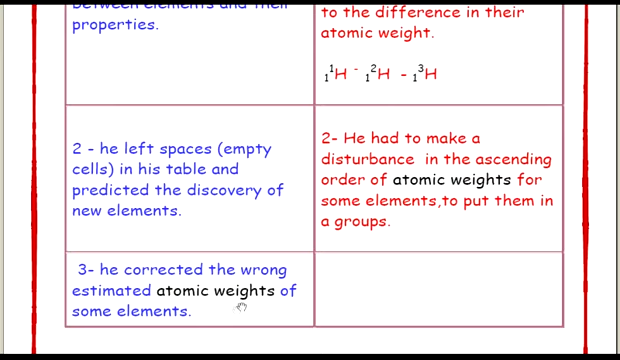 between elements and their
properties.
to the difference in their
atomic weight.
¹₁H - ²₁H - ³₁H
2 - he left spaces (empty
cells) in his table and
predicted the discovery of
new elements.
2- He had to make a
disturbance in the ascending
order of atomic weights for
some elements,to put them in
a groups.
3- he corrected the wrong
estimated atomic weights of
some elements.